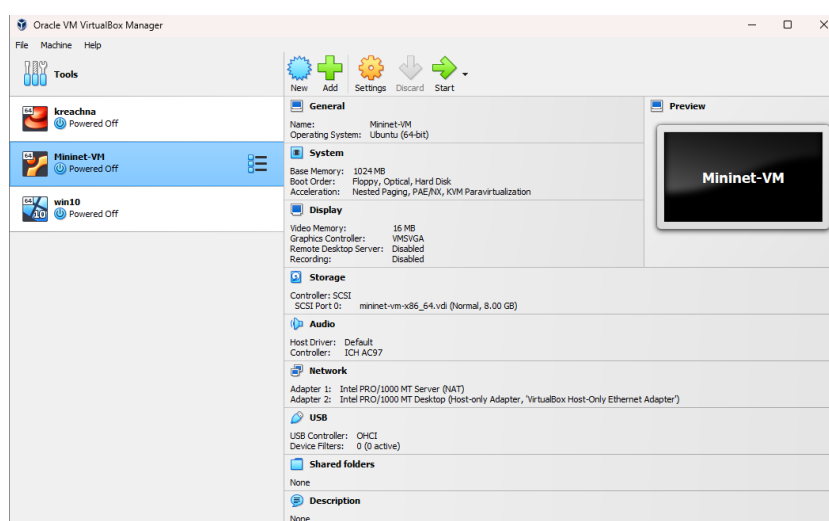 Oracle VM VirtualBox Manager
File Machine Help
Tools
New Add Settings Discard Start
64
kreachna
Powered Off
64
Mininet-VM
Powered Off
64
10
win10
Powered Off
General
Name: Mininet-VM
Operating System: Ubuntu (64-bit)
System
Base Memory: 1024 MB
Boot Order: Floppy, Optical, Hard Disk
Acceleration: Nested Paging, PAE/NX, KVM Paravirtualization
Display
Video Memory: 16 MB
Graphics Controller: VMSVGA
Remote Desktop Server: Disabled
Recording: Disabled
Storage
Controller: SCSI
SCSI Port 0: mininet-vm-x86_64.vdi (Normal, 8.00 GB)
Audio
Host Driver: Default
Controller: ICH AC97
Network
Adapter 1: Intel PRO/1000 MT Server (NAT)
Adapter 2: Intel PRO/1000 MT Desktop (Host-only Adapter, 'VirtualBox Host-Only Ethernet Adapter')
USB
USB Controller: OHCI
Device Filters: 0 (0 active)
Shared folders
None
Description
None
Preview
Mininet-VM